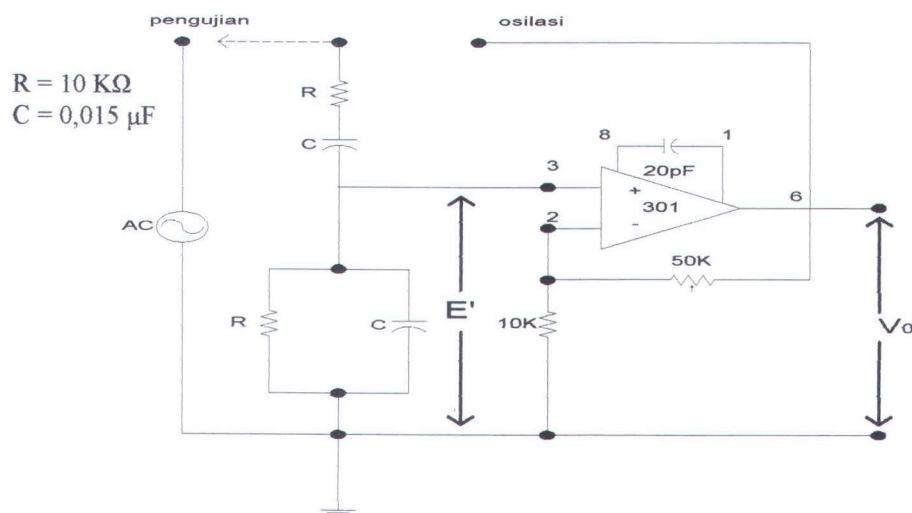 pengujian
osilasi
R = 10 KΩ
C = 0,015 µF
R
C
8
1
3
20pF
+
301
6
AC
2
-
50K
E'
R
C
10K
Vo